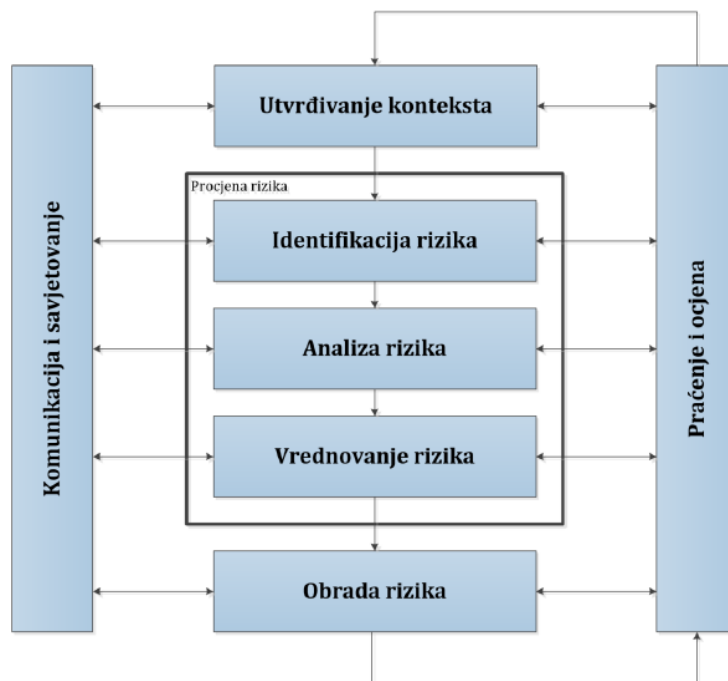 Utvrđivanje konteksta
Procjena rizika
Identifikacija rizika
Analiza rizika
Vrednovanje rizika
Obrada rizika
Komunikacija i savjetovanje
Praćenje i ocjena